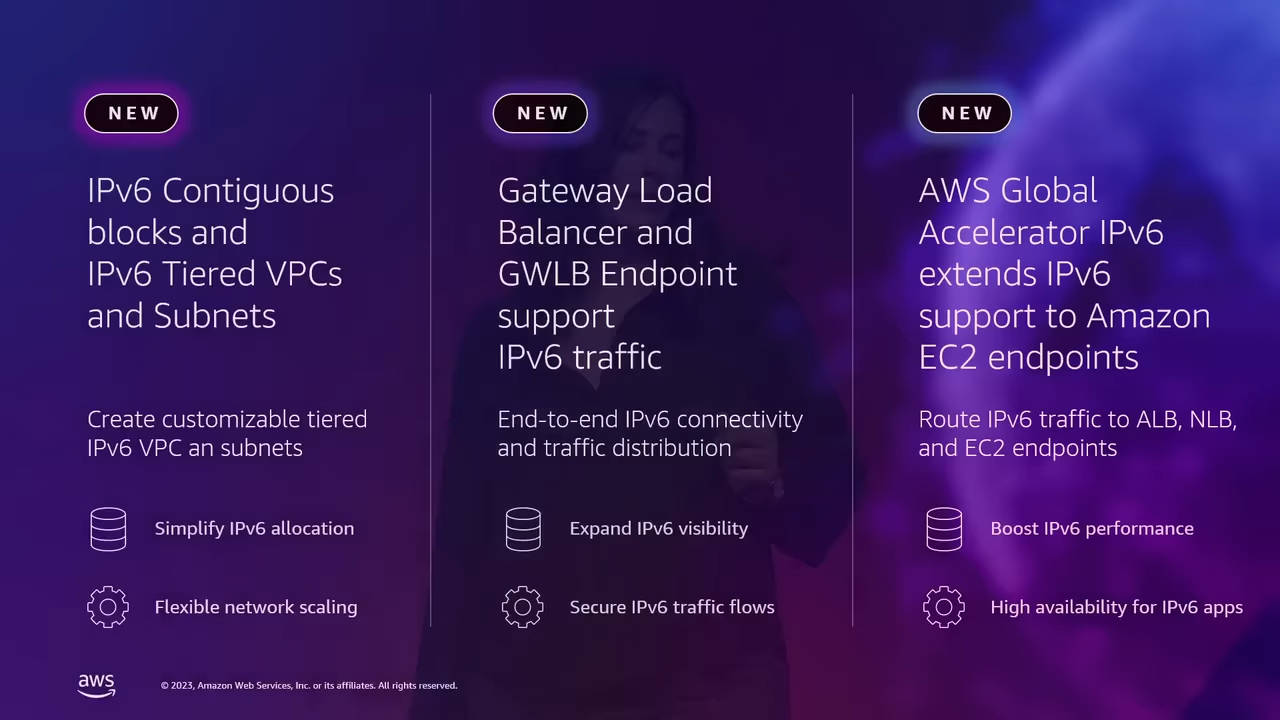 NEW
IPv6 Contiguous
blocks and
IPv6 Tiered VPCs
and Subnets
Create customizable tiered
IPv6 VPC an subnets
Simplify IPv6 allocation
Flexible network scaling
NEW
Gateway Load
Balancer and
GWLB Endpoint
support
IPv6 traffic
End-to-end IPv6 connectivity
and traffic distribution
Expand IPv6 visibility
Secure IPv6 traffic flows
NEW
AWS Global
Accelerator IPv6
extends IPv6
support to Amazon
EC2 endpoints
Route IPv6 traffic to ALB, NLB,
and EC2 endpoints
Boost IPv6 performance
High availability for IPv6 apps
aws
© 2023, Amazon Web Services, Inc. or its affiliates. All rights reserved.